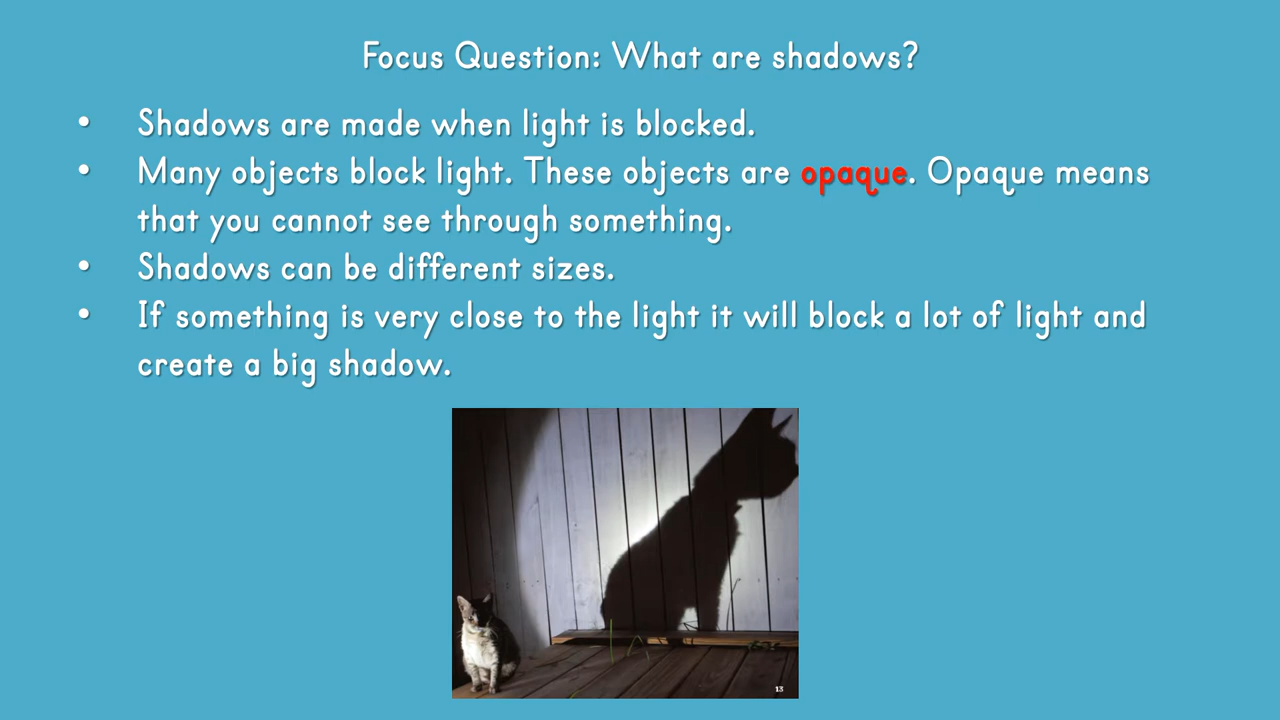 Focus Question: What are shadows?
• Shadows are made when light is blocked.
• Many objects block light. These objects are opaque. Opaque means
that you cannot see through something.
• Shadows can be different sizes.
• If something is very close to the light it will block a lot of light and
create a big shadow.
13